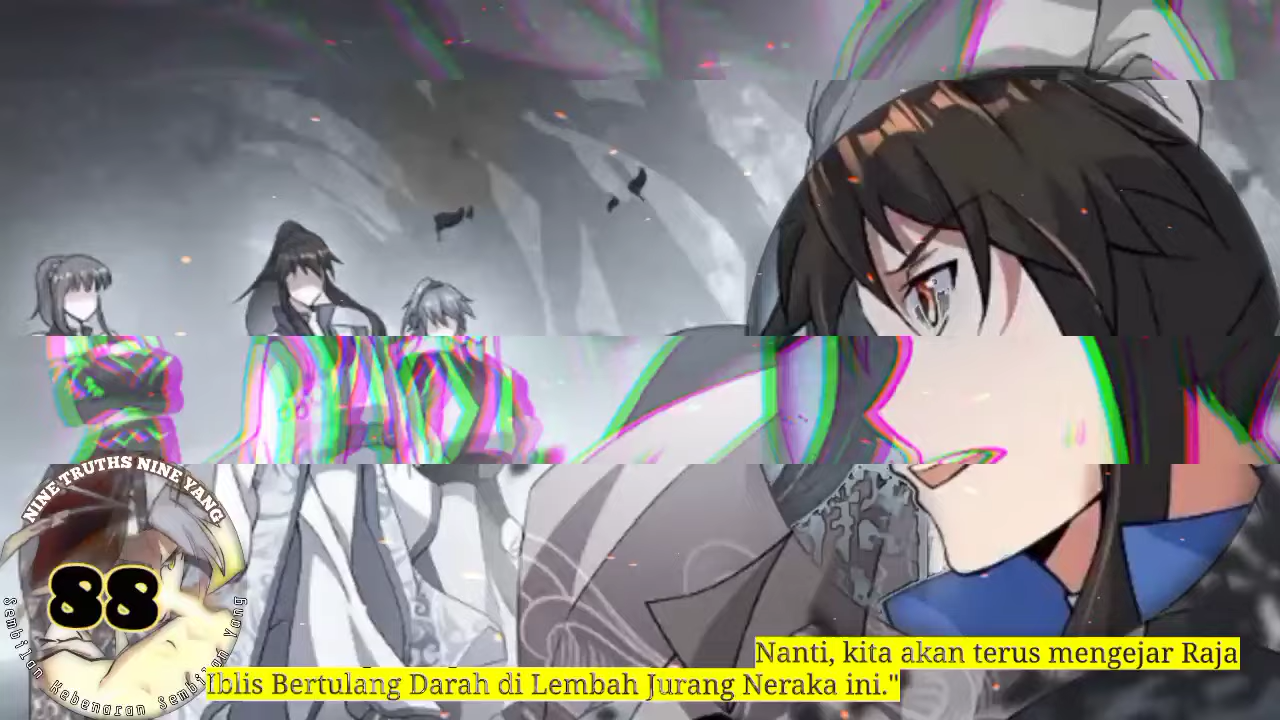 NINE TRUTHS NINE YANG
88
Sembilan Kebenaran Sembilan Yang
Nanti, kita akan terus mengejar Raja
Iblis Bertulang Darah di Lembah Jurang Neraka ini."